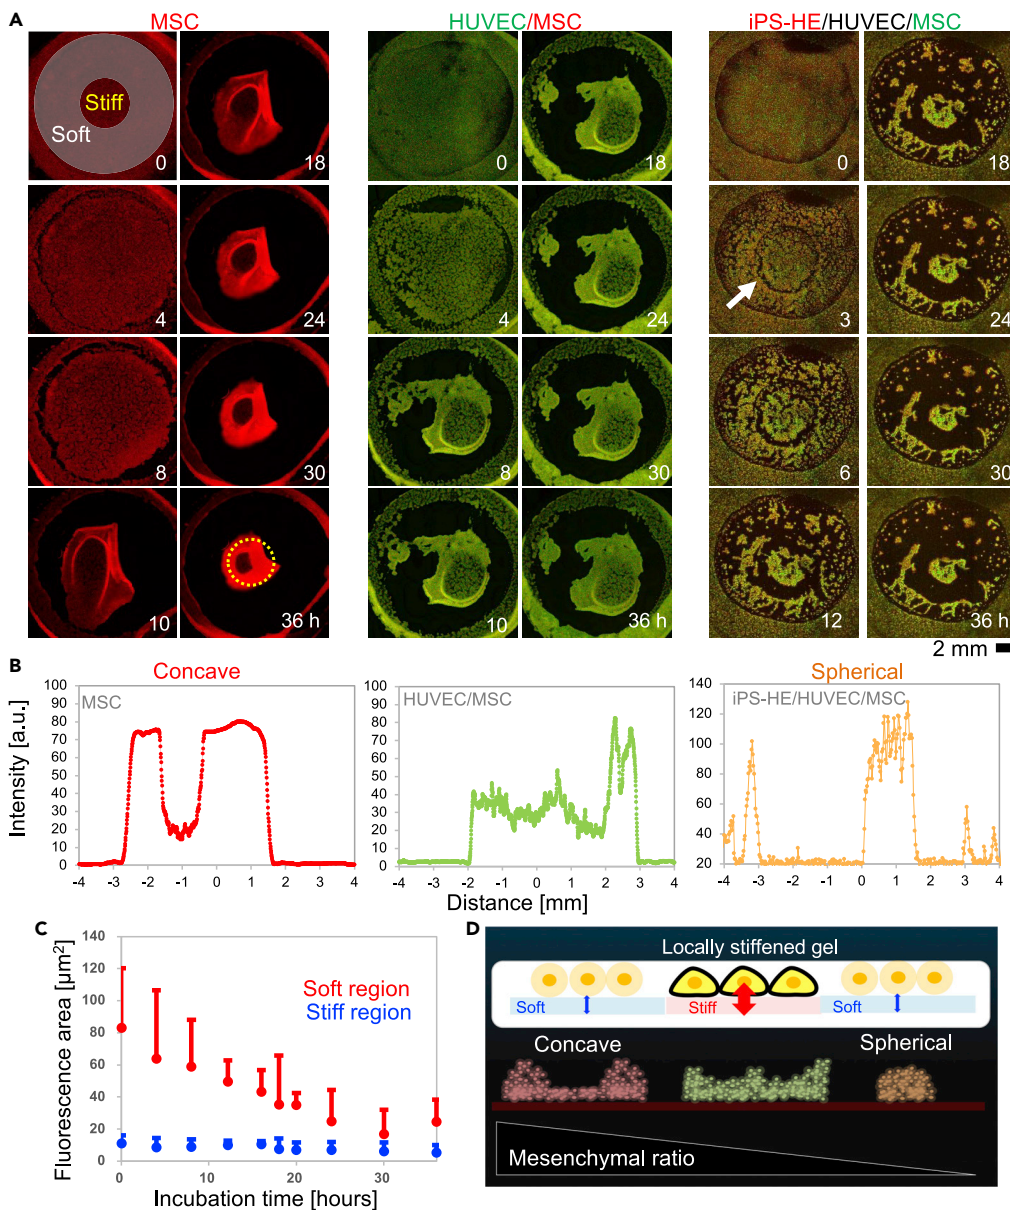 A
MSC
HUVEC/MSC
iPS-HE/HUVEC/MSC
Stiff
Soft
0
18
0
18
0
18
4
24
4
24
3
24
8
30
8
30
6
30
10
36 h
10
36 h
12
36 h
2 mm
B
Concave
Spherical
MSC
HUVEC/MSC
iPS-HE/HUVEC/MSC
Intensity [a.u.]
100
90
80
70
60
50
40
30
20
10
0
-4 -3 -2 -1 0 1 2 3 4
100
90
80
70
60
50
40
30
20
10
0
-4 -3 -2 -1 0 1 2 3 4
140
120
100
80
60
40
20
-4 -3 -2 -1 0 1 2 3 4
Distance [mm]
C
Fluorescence area [µm²]
140
120
100
80
60
40
20
0
Soft region
Stiff region
0 10 20 30
Incubation time [hours]
D
Locally stiffened gel
Soft
Stiff
Soft
Concave
Spherical
Mesenchymal ratio